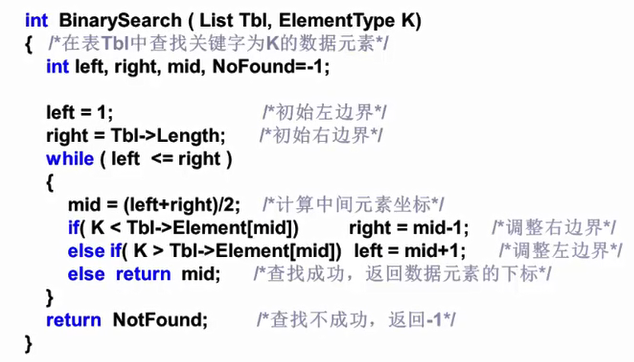 int BinarySearch ( List Tbl, ElementType K)
{ /*在表Tbl中查找关键字为K的数据元素*/
int left, right, mid, NoFound=-1;
left = 1; /*初始左边界*/
right = Tbl->Length; /*初始右边界*/
while ( left <= right )
{
mid = (left+right)/2; /*计算中间元素坐标*/
if( K < Tbl->Element[mid]) right = mid-1; /*调整右边界*/
else if( K > Tbl->Element[mid]) left = mid+1; /*调整左边界*/
else return mid; /*查找成功，返回数据元素的下标*/
}
return NotFound; /*查找不成功，返回-1*/
}